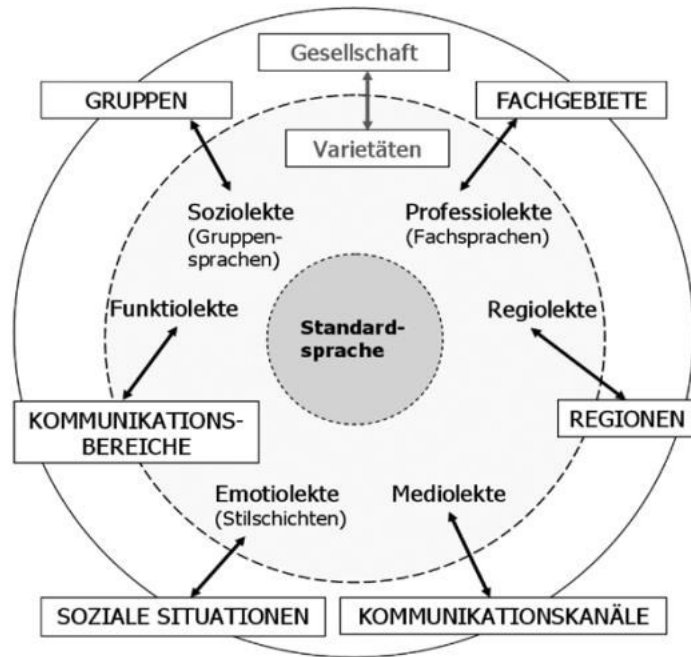 Gesellschaft
GRUPPEN
FACHGEBIETE
Varietäten
Soziolekte
(Gruppen-
sprachen)
Professiolekte
(Fachsprachen)
Funktiolekte
Standard-
sprache
Regiolekte
KOMMUNIKATIONS-
BEREICHE
REGIONEN
Emotiolekte
(Stilschichten)
Mediolekte
SOZIALE SITUATIONEN
KOMMUNIKATIONSKANÄLE